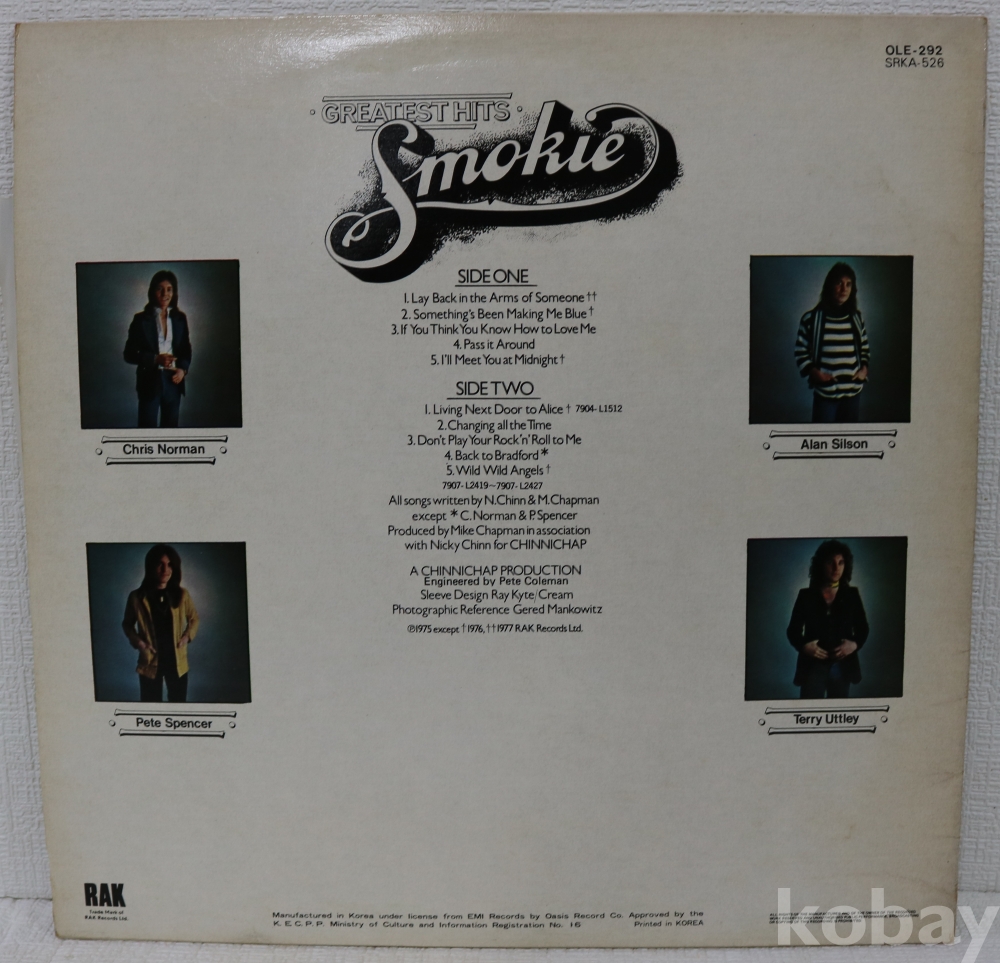 OLE-292
SRKA-526
· GREATEST HITS ·
Smokie
SIDE ONE
1. Lay Back in the Arms of Someone ††
2. Something's Been Making Me Blue †
3. If You Think You Know How to Love Me
4. Pass it Around
5. I'll Meet You at Midnight †
SIDE TWO
1. Living Next Door to Alice † 7904-L1512
2. Changing all the Time
3. Don't Play Your Rock 'n' Roll to Me
4. Back to Bradford *
5. Wild Wild Angels †
7907-L2419~7907-L2427
All songs written by N. Chinn & M. Chapman
except * C. Norman & P. Spencer
Produced by Mike Chapman in association
with Nicky Chinn for CHINNICHAP
A CHINNICHAP PRODUCTION
Engineered by Pete Coleman
Sleeve Design Ray Kyte/Cream
Photographic Reference Gered Mankowitz
℗1975 except †1976, ††1977 RAK Records Ltd.
Chris Norman
Alan Silson
Pete Spencer
Terry Uttley
RAK
Trade Mark of
RAK Records Ltd.
Manufactured in Korea under license from EMI Records by Oasis Record Co. Approved by the
K. E. C. P. P. Ministry of Culture and Information Registration No. 16
Printed in KOREA
kobay